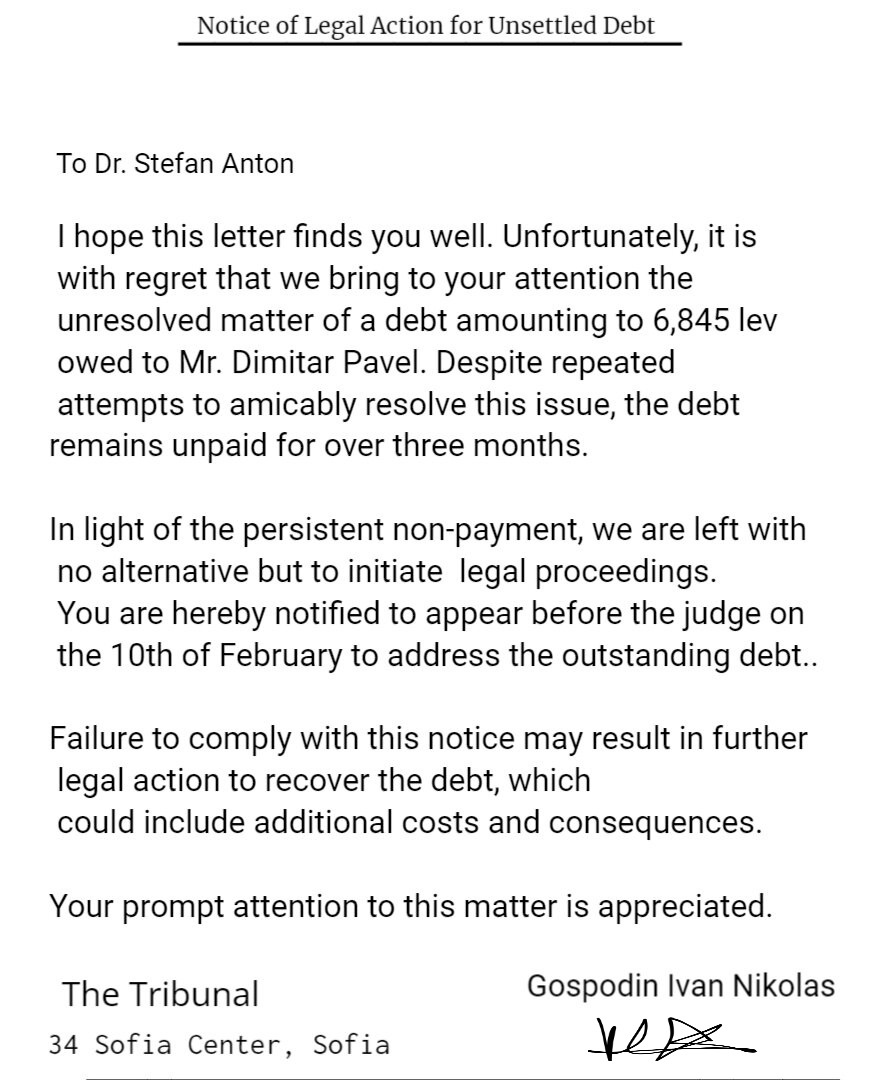 Notice of Legal Action for Unsettled Debt
To Dr. Stefan Anton
I hope this letter finds you well. Unfortunately, it is
with regret that we bring to your attention the
unresolved matter of a debt amounting to 6,845 lev
owed to Mr. Dimitar Pavel. Despite repeated
attempts to amicably resolve this issue, the debt
remains unpaid for over three months.
In light of the persistent non-payment, we are left with
no alternative but to initiate  legal proceedings.
You are hereby notified to appear before the judge on
the 10th of February to address the outstanding debt..
Failure to comply with this notice may result in further
legal action to recover the debt, which
could include additional costs and consequences.
Your prompt attention to this matter is appreciated.
The Tribunal
34 Sofia Center, Sofia
Gospodin Ivan Nikolas